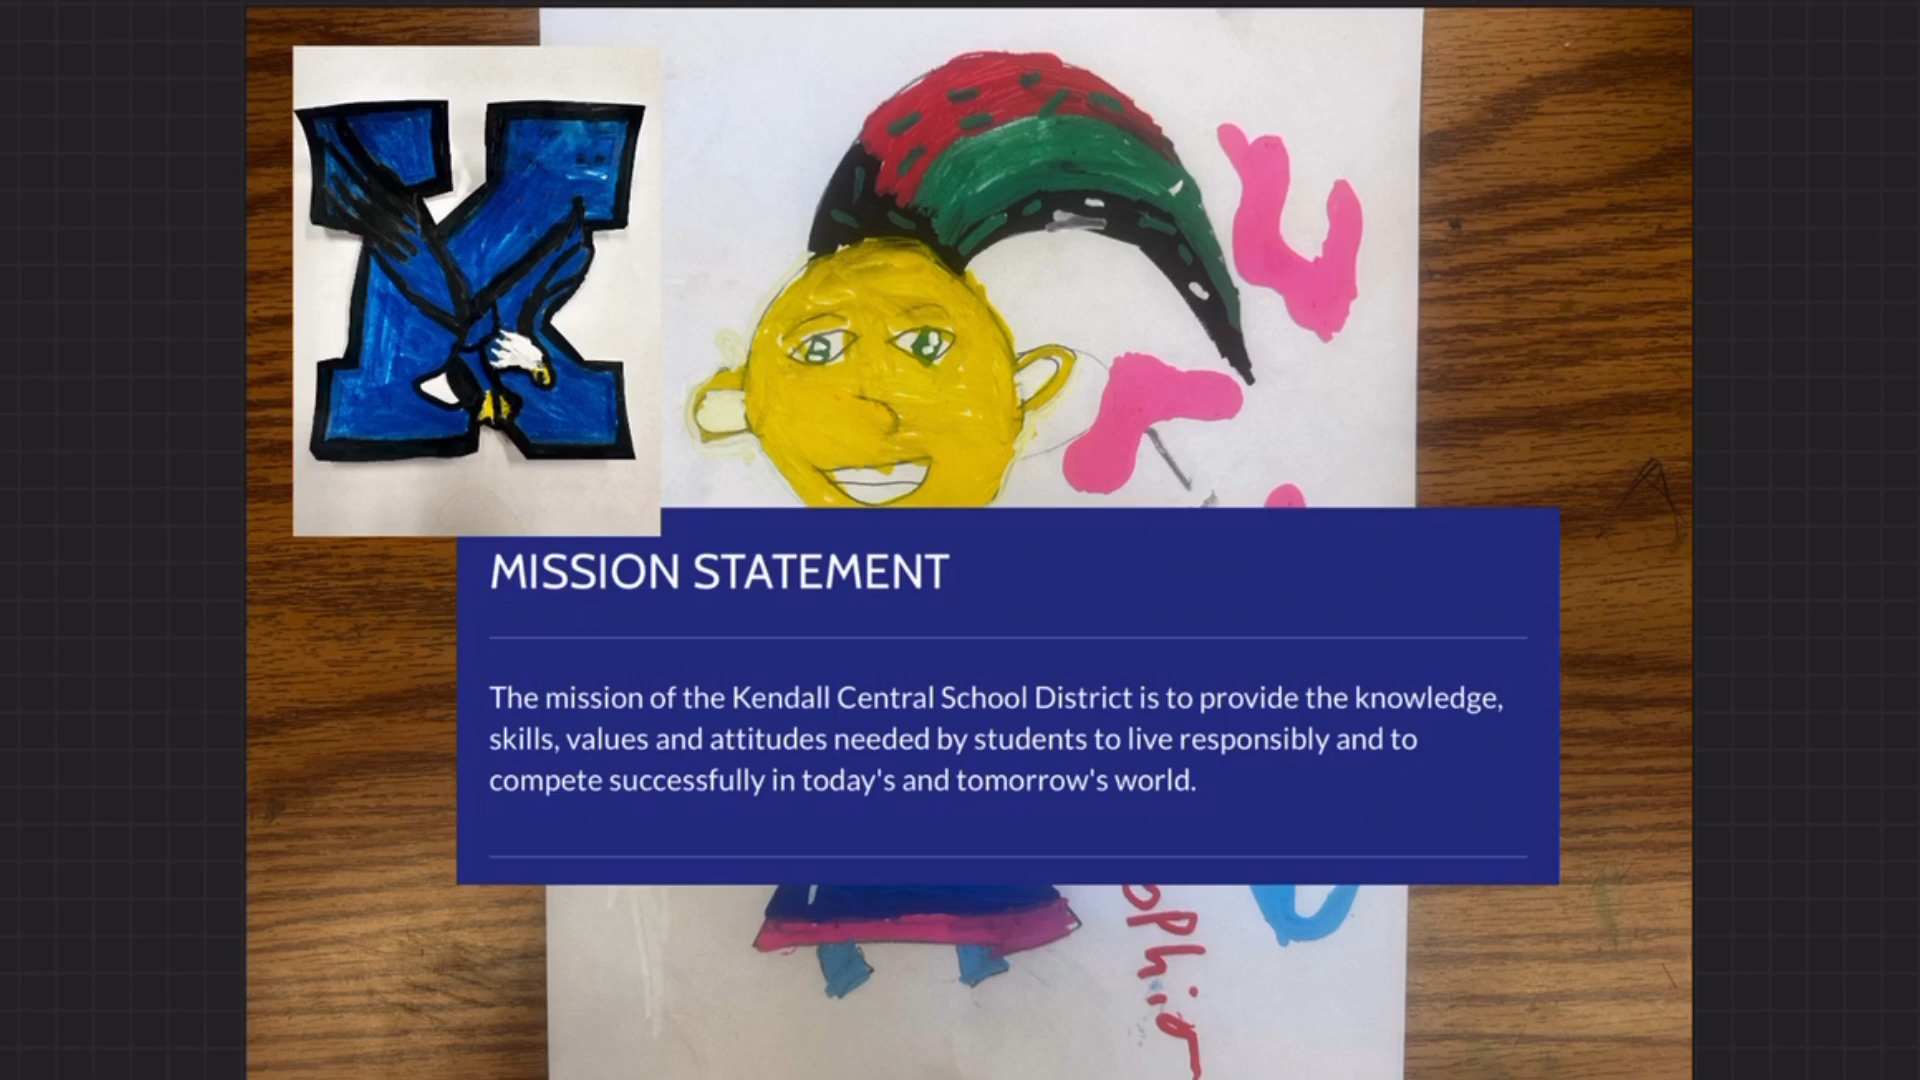 K
MISSION STATEMENT
The mission of the Kendall Central School District is to provide the knowledge,
skills, values and attitudes needed by students to live responsibly and to
compete successfully in today's and tomorrow's world.